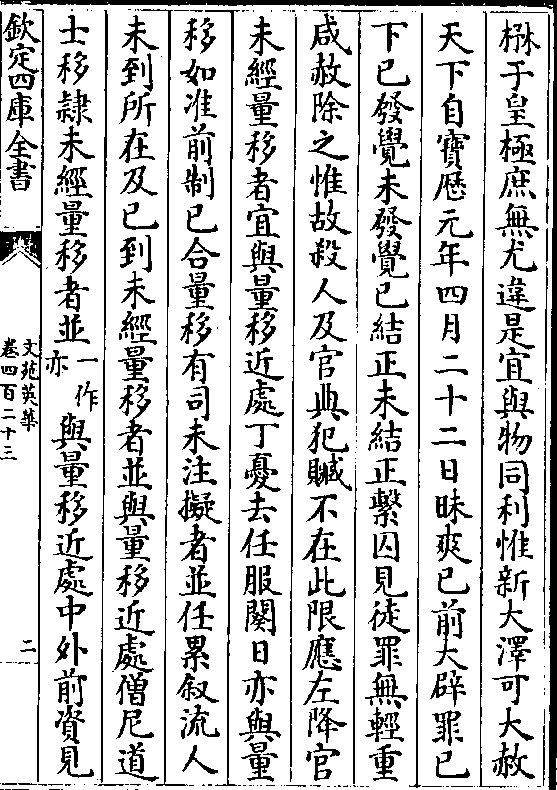 楙于皇極庶無尤違是宜與物同利惟新大澤可大赦
天下自寶厯元年四月二十二日昧爽已前大辟罪已
下已發覺未發覺已結正未結正繫囚見徒罪無輕重
咸赦除之惟故殺人及官典犯贓不在此限應左降官
未經量移者宜與量移近處丁憂去任服闋日亦與量
移如准前制已合量移有司未注擬者並任累叙流人
未到所在及已到未經量移者並與量移近處僧尼道
士移隷未經量移者並一作亦與量移近處中外前資見
欽定四庫全書
文苑英華
卷四百二十三
二